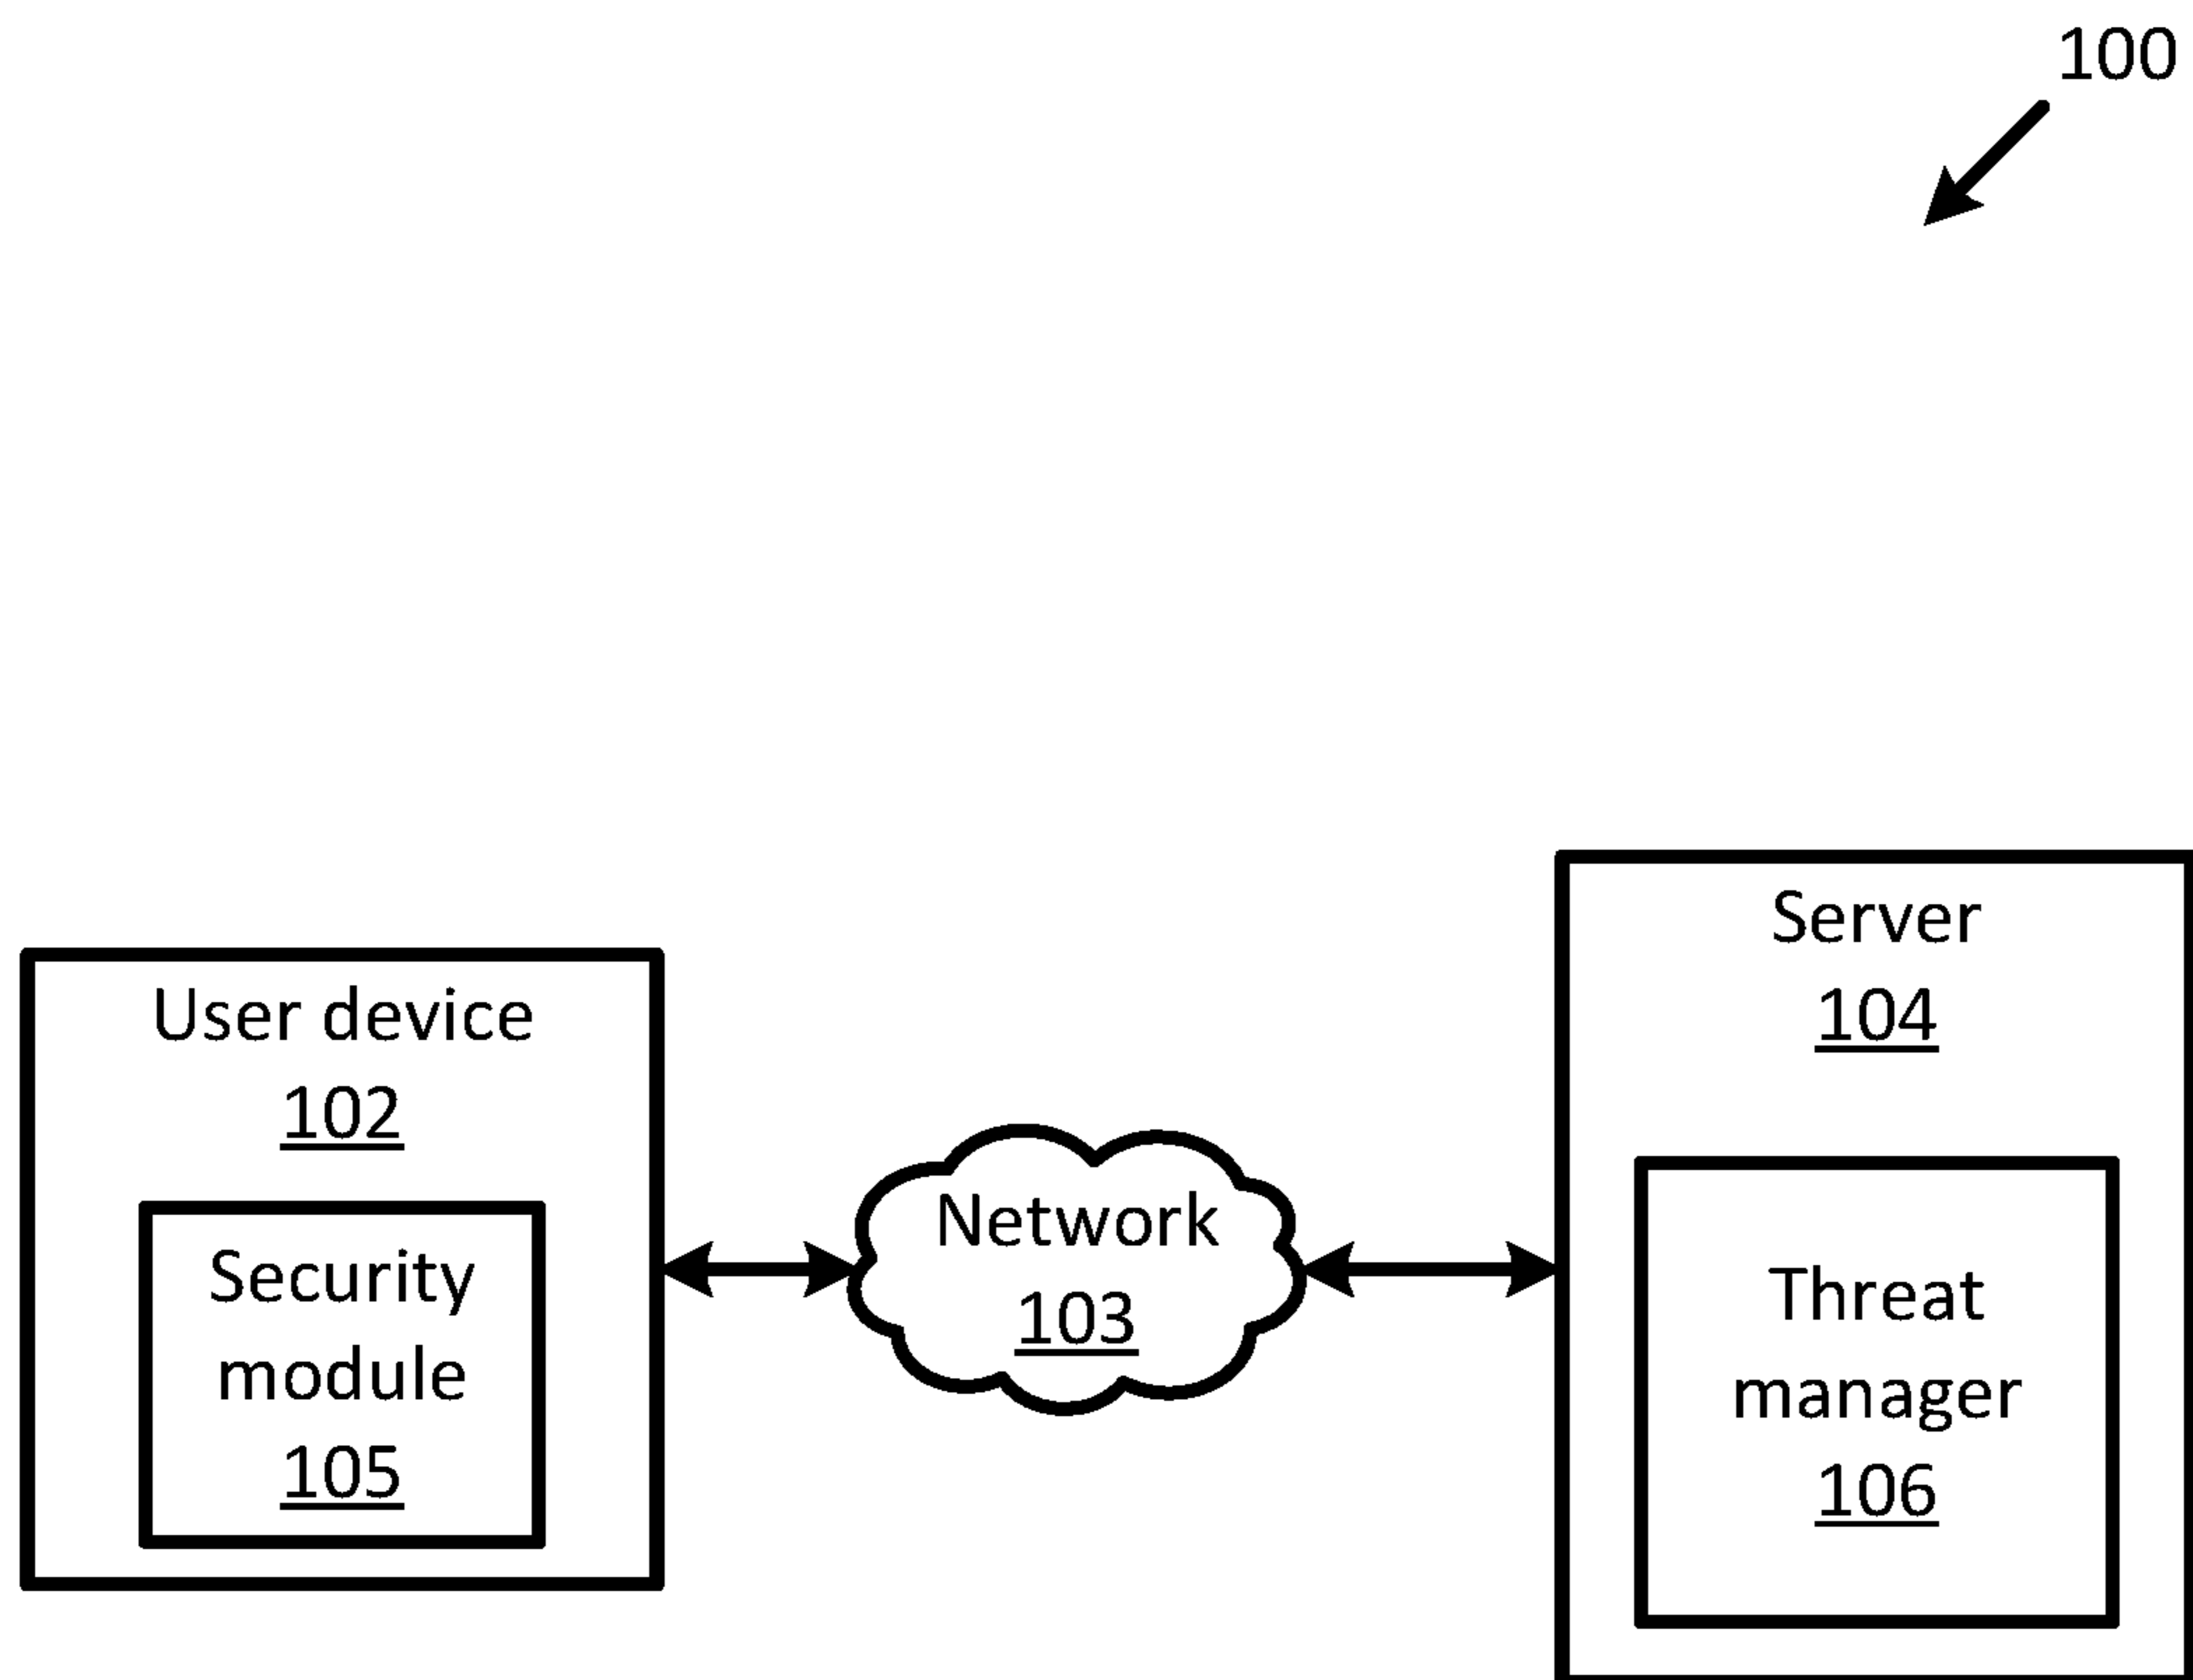 100
User device
102
Security
module
105
Network
103
Server
104
Threat
manager
106